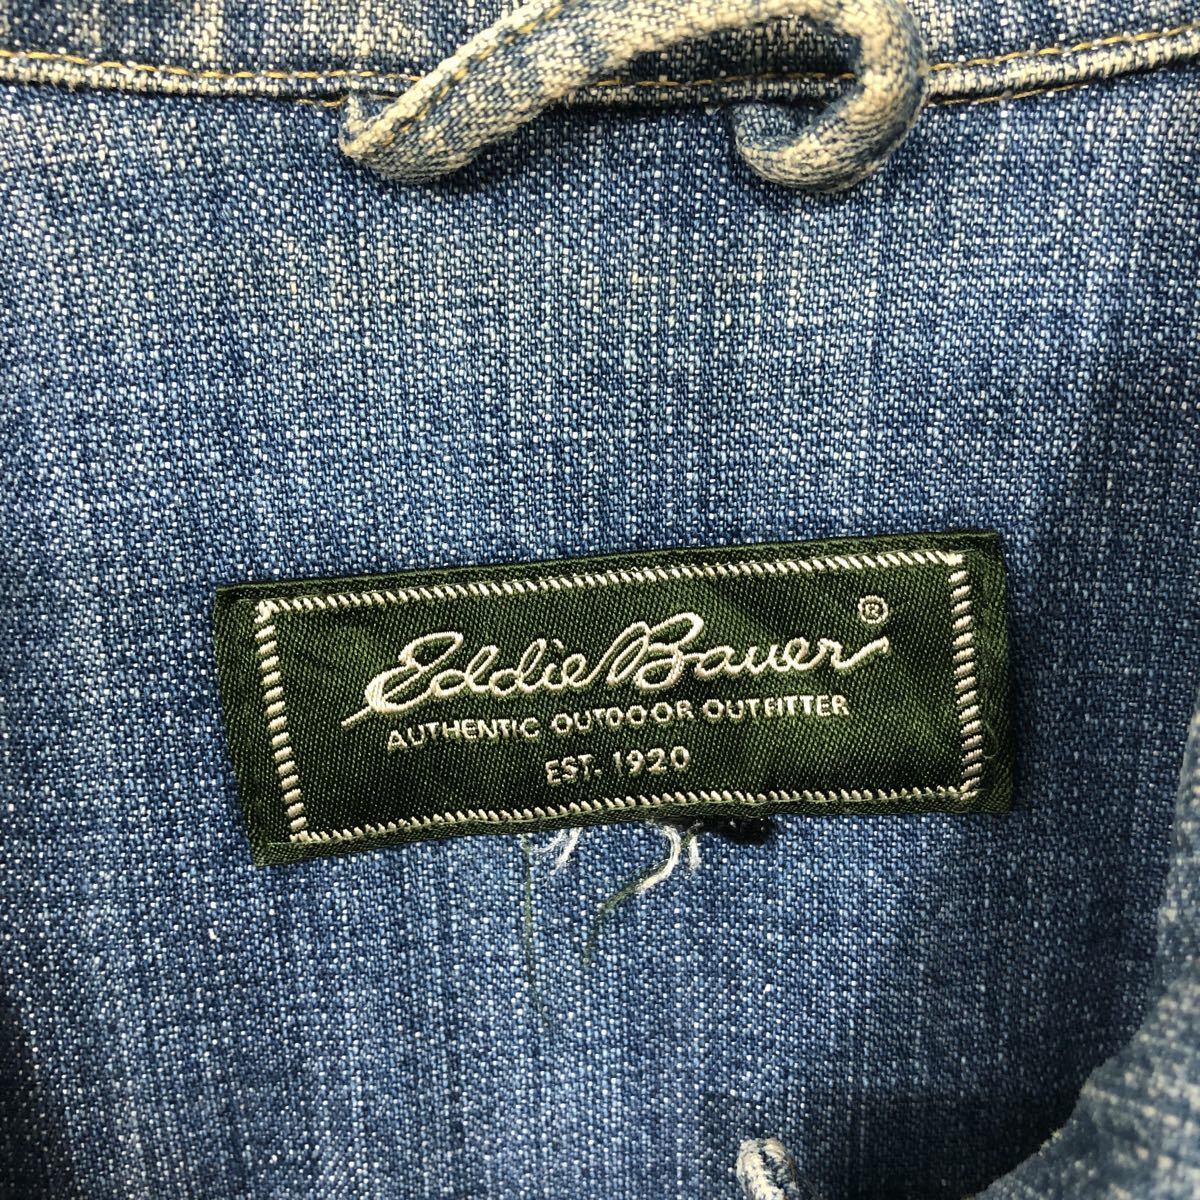 Eddie Bauer®
AUTHENTIC OUTDOOR OUTFITTER
EST. 1920